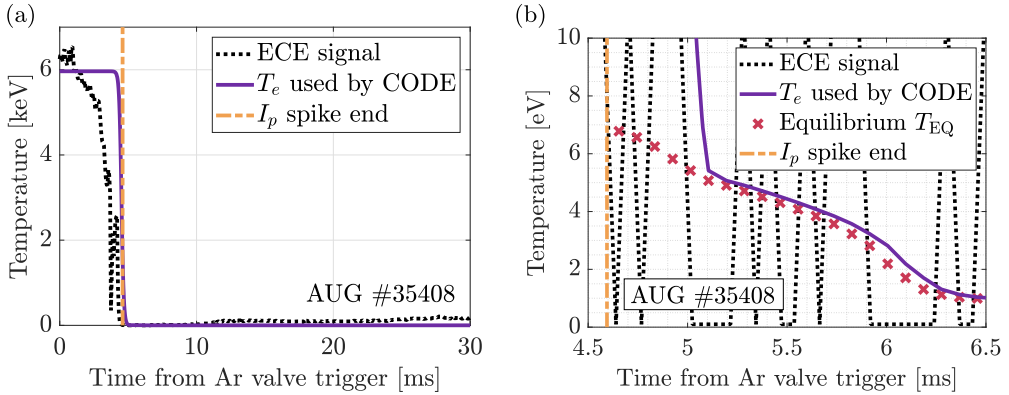 (a)
Temperature [keV]
0
2
4
6
ECE signal
T_e used by CODE
I_p spike end
AUG #35408
0 10 20 30
Time from Ar valve trigger [ms]
(b)
Temperature [eV]
0
2
4
6
8
10
ECE signal
T_e used by CODE
Equilibrium T_EQ
I_p spike end
AUG #35408
4.5 5 5.5 6 6.5
Time from Ar valve trigger [ms]